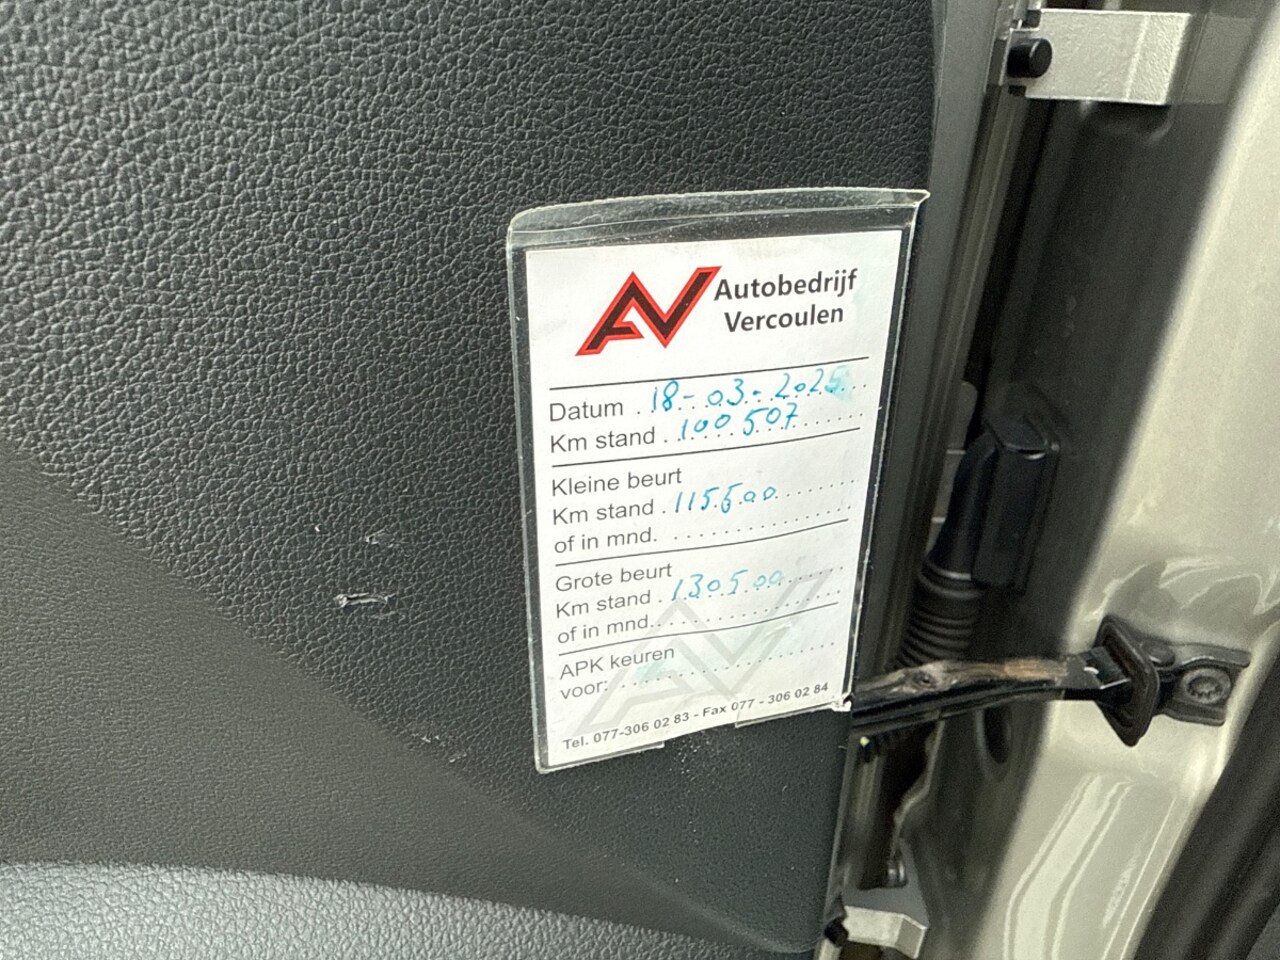 AV Autobedrijf
Vercoulen
Datum . 18-03-2025
Km stand . 100 507
Kleine beurt
Km stand . 115.500
of in mnd.
Grote beurt
Km stand . 130500
of in mnd.
APK keuren
voor:
Tel. 077-306 02 83 - Fax 077 - 306 02 84